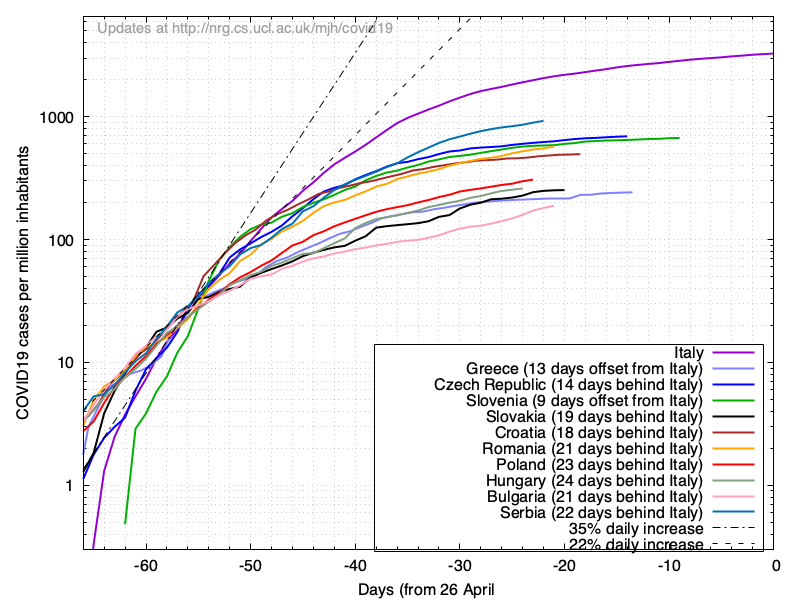 Updates at http://nrg.cs.ucl.ac.uk/mjh/covid19
COVID19 cases per million inhabitants
1000
100
10
1
Italy
Greece (13 days offset from Italy)
Czech Republic (14 days behind Italy)
Slovenia (9 days offset from Italy)
Slovakia (19 days behind Italy)
Croatia (18 days behind Italy)
Romania (21 days behind Italy)
Poland (23 days behind Italy)
Hungary (24 days behind Italy)
Bulgaria (21 days behind Italy)
Serbia (22 days behind Italy)
35% daily increase
22% daily increase
-60 -50 -40 -30 -20 -10 0
Days (from 26 April